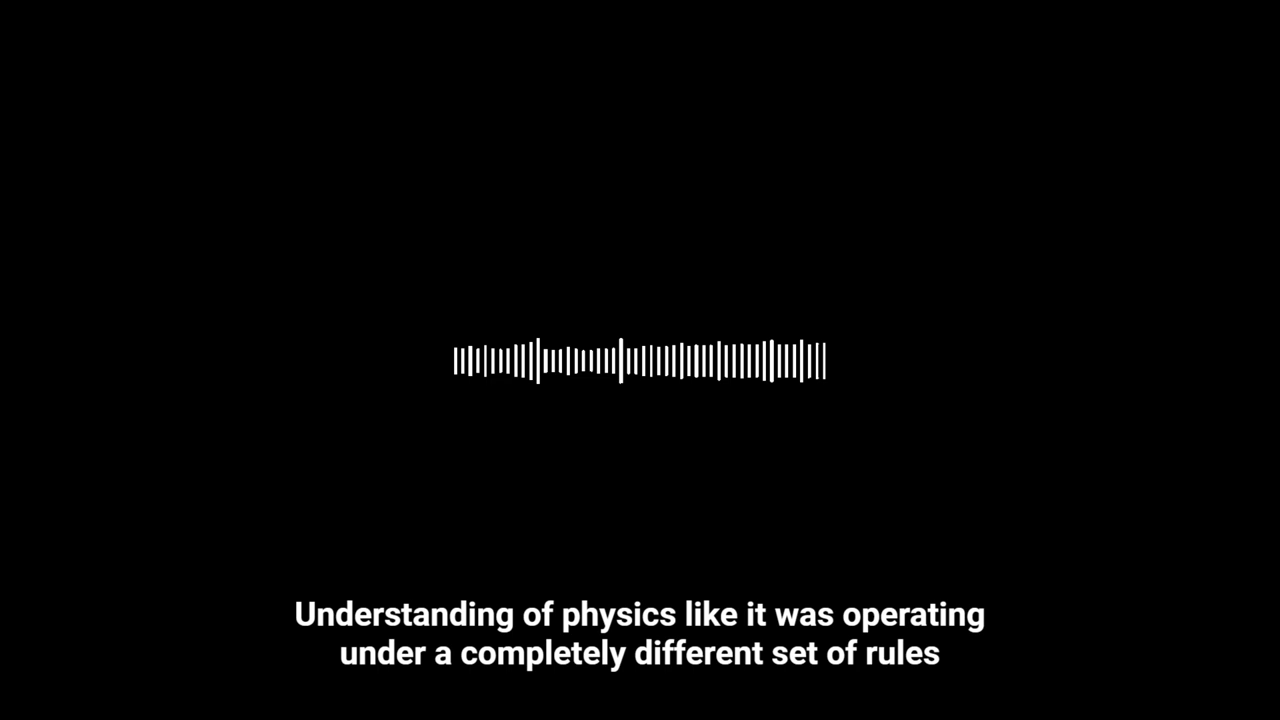 Understanding of physics like it was operating
under a completely different set of rules